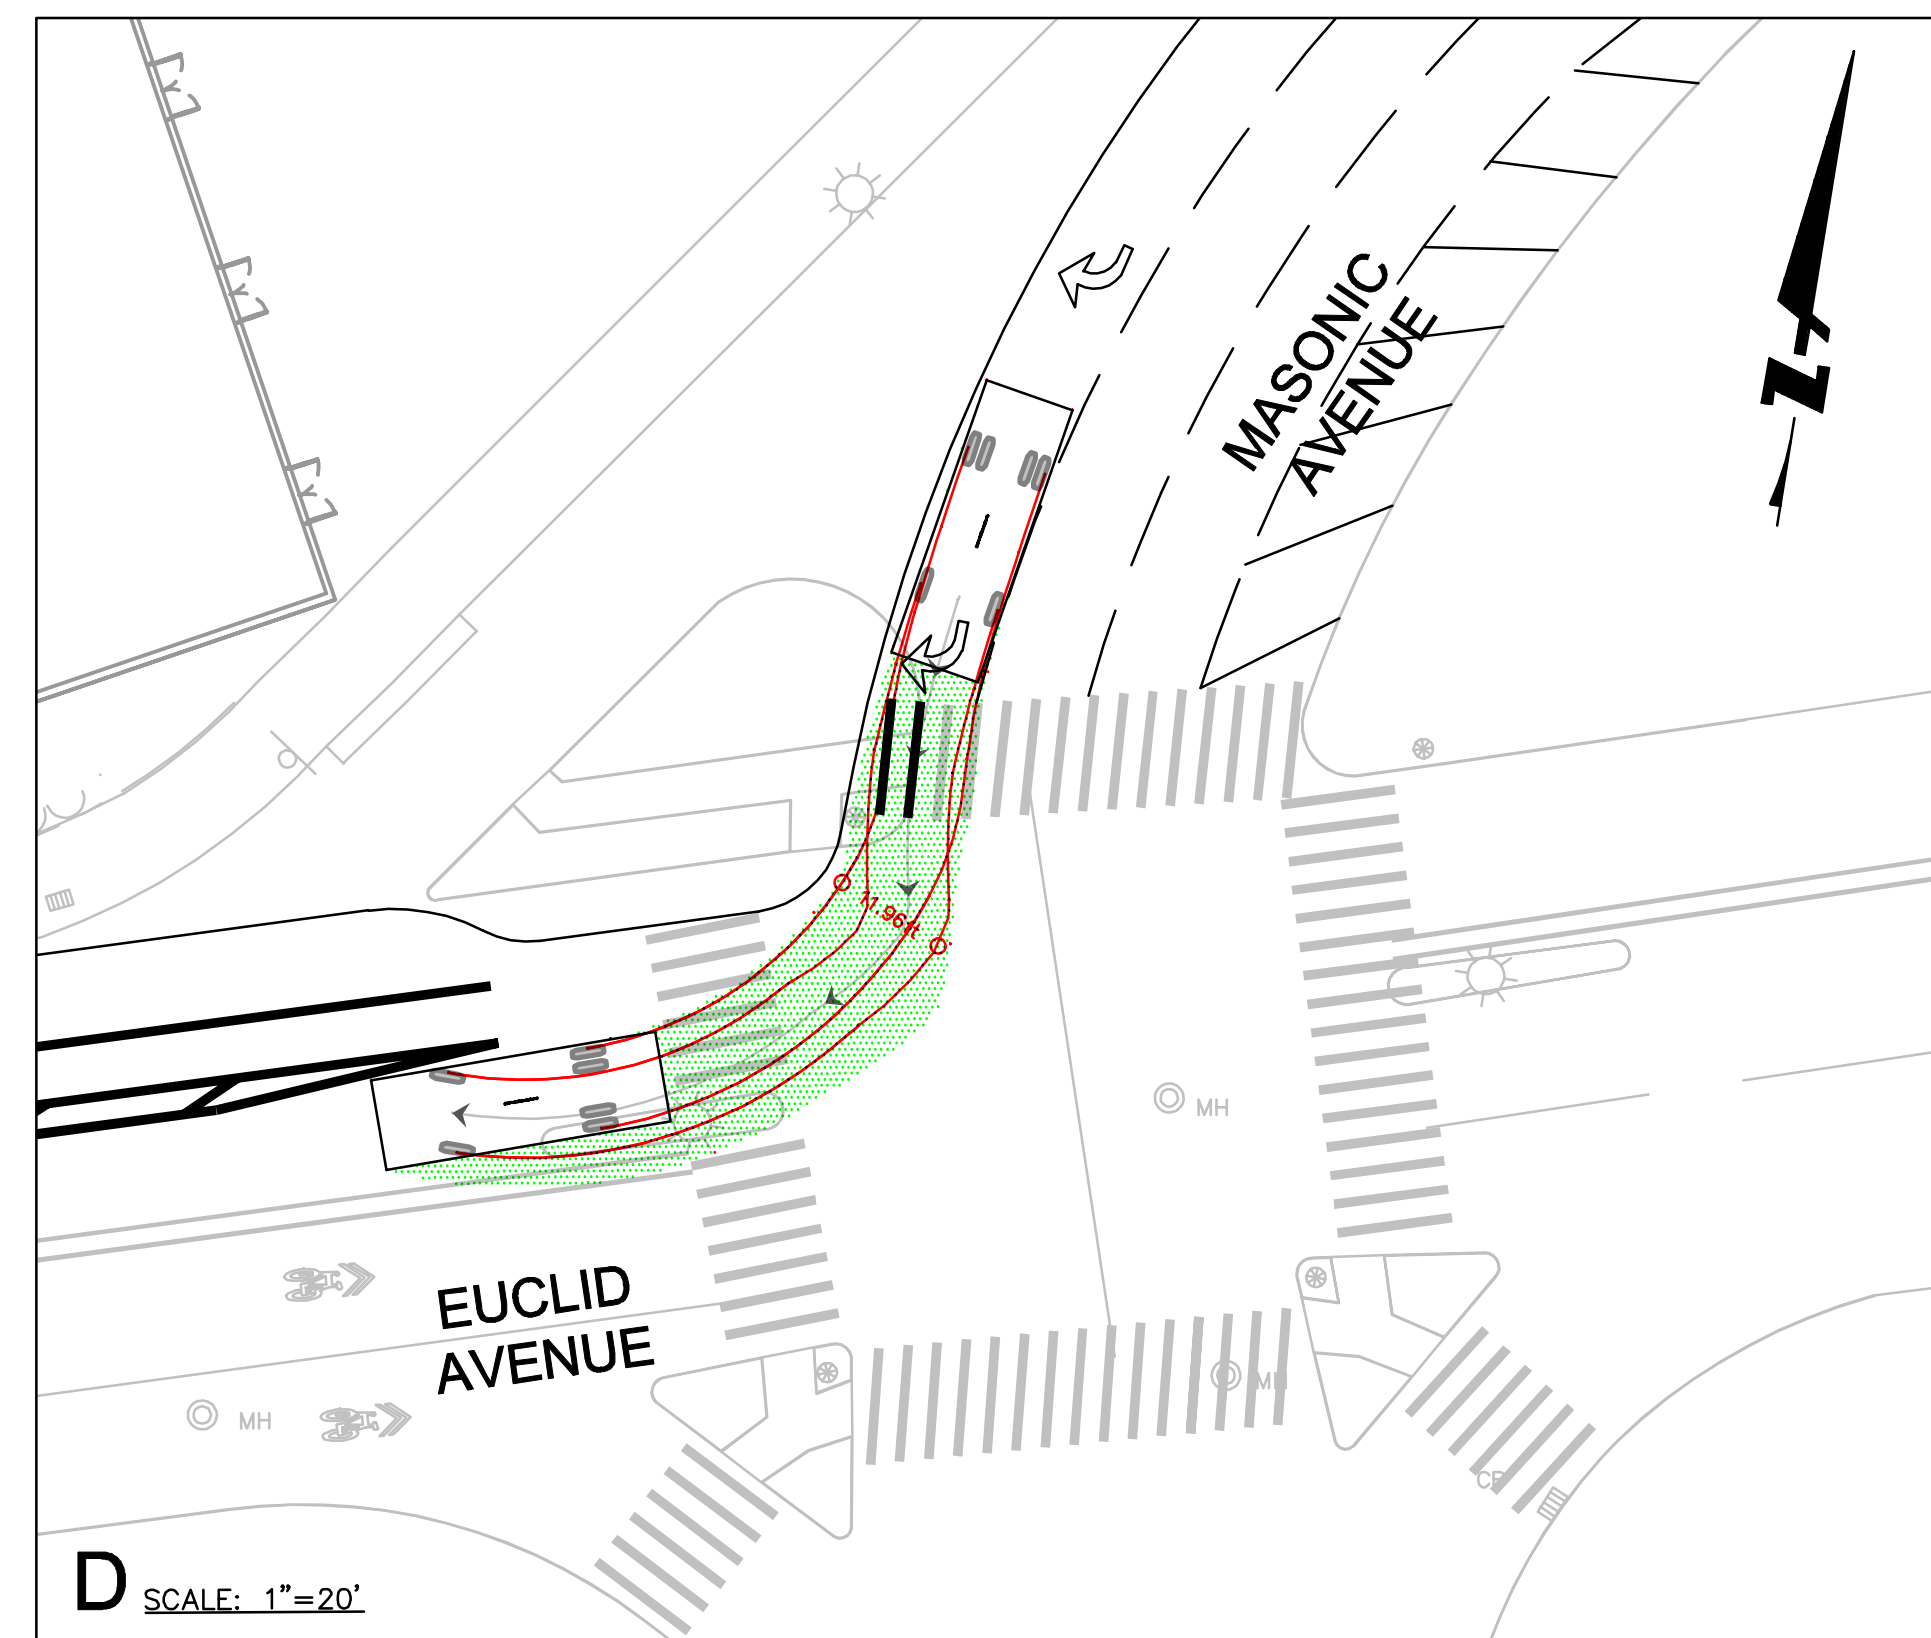 MASONIC
AVENUE
N
11.96ft
MH
EUCLID
AVENUE
MH
MH
D SCALE: 1"=20'